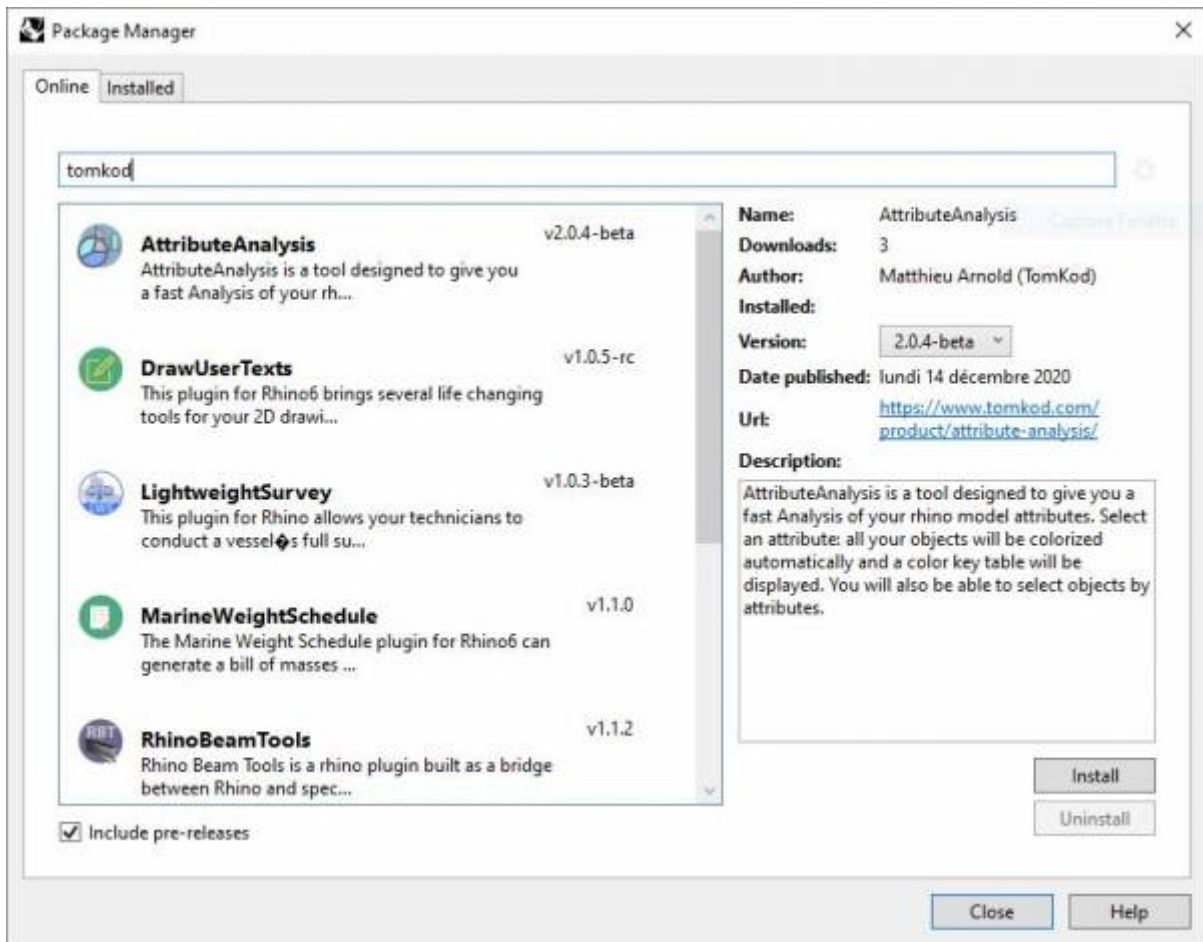 Package Manager
Online Installed
tomkod
AttributeAnalysis v2.0.4-beta
AttributeAnalysis is a tool designed to give you
a fast Analysis of your rh...
DrawUserTexts v1.0.5-rc
This plugin for Rhino6 brings several life changing
tools for your 2D drawi...
LightweightSurvey v1.0.3-beta
This plugin for Rhino allows your technicians to
conduct a vessel�s full su...
MarineWeightSchedule v1.1.0
The Marine Weight Schedule plugin for Rhino6 can
generate a bill of masses ...
RBT
RhinoBeamTools v1.1.2
Rhino Beam Tools is a rhino plugin built as a bridge
between Rhino and spec...
Include pre-releases
Name: AttributeAnalysis
Downloads: 3
Author: Matthieu Arnold (TomKod)
Installed:
Version: 2.0.4-beta
Date published: lundi 14 décembre 2020
Url: https://www.tomkod.com/
product/attribute-analysis/
Description:
AttributeAnalysis is a tool designed to give you a
fast Analysis of your rhino model attributes. Select
an attribute: all your objects will be colorized
automatically and a color key table will be
displayed. You will also be able to select objects by
attributes.
Install
Uninstall
Close Help